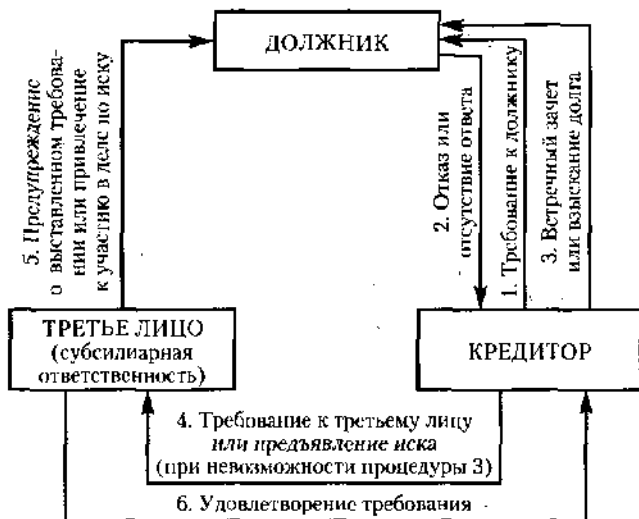 ДОЛЖНИК
5. Предупреждение
о выставленном требова-
нии или привлечение
к участию в деле по иску
2. Отказ или
отсутствие ответа
1. Требование к должнику
3. Встречный зачет
или взыскание долга
ТРЕТЬЕ ЛИЦО
(субсидиарная
ответственность)
КРЕДИТОР
4. Требование к третьему лицу
или предъявление иска
(при невозможности процедуры 3)
6. Удовлетворение требования